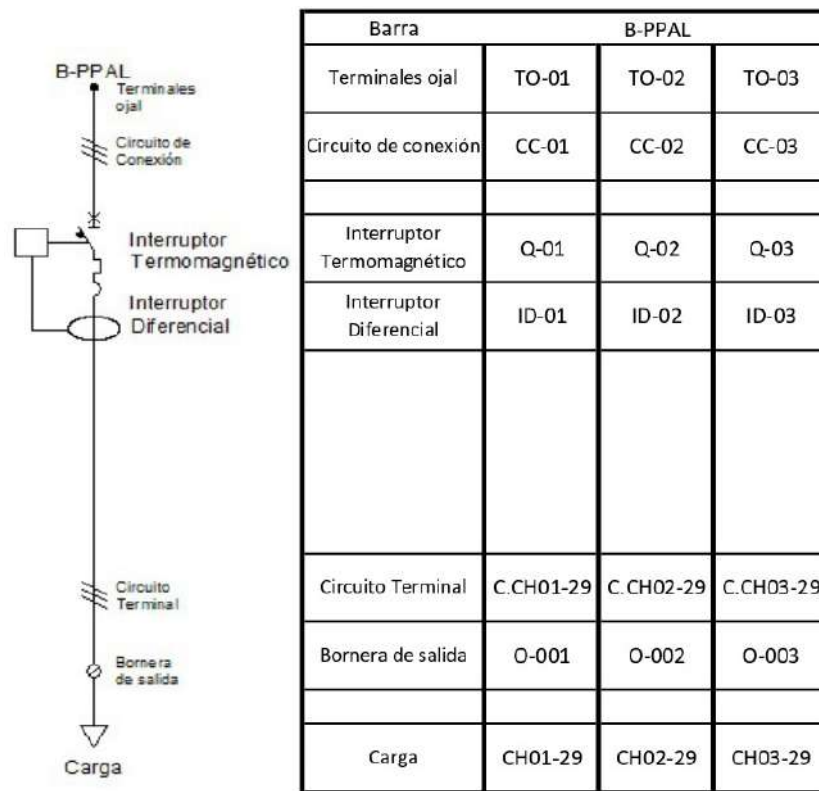 B-PPAL
Terminales
ojal
Circuito de
Conexión
Interruptor
Termomagnético
Interruptor
Diferencial
Circuito
Terminal
Bornera
de salida
Carga
Barra B-PPAL
Terminales ojal TO-01 TO-02 TO-03
Circuito de conexión CC-01 CC-02 CC-03
Interruptor
Termomagnético Q-01 Q-02 Q-03
Interruptor
Diferencial ID-01 ID-02 ID-03
Circuito Terminal C.CH01-29 C.CH02-29 C.CH03-29
Bornera de salida O-001 O-002 O-003
Carga CH01-29 CH02-29 CH03-29